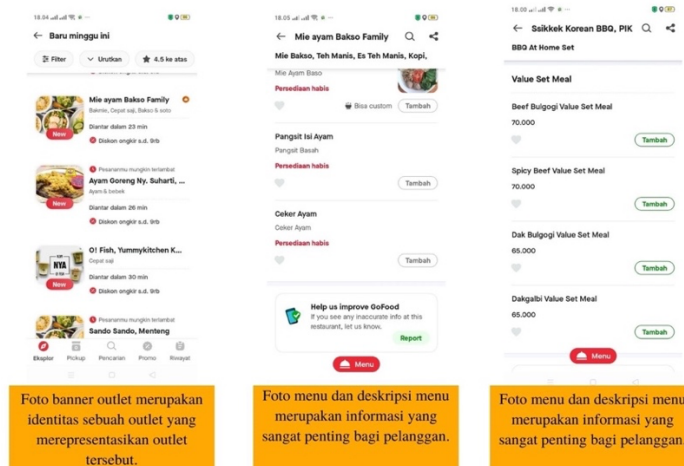 18.04
Baru minggu ini
Filter
Urutkan
4.5 ke atas
Mie ayam Bakso Family
Bakmie, Cepat saji, Bakso & soto
Diantar dalam 23 min
Diskon ongkir s.d. 9rb
New
Pesananmu mungkin terlambat
Ayam Goreng Ny. Suharti, ...
Ayam & bebek
Diantar dalam 26 min
Diskon ongkir s.d. 9rb
New
O! Fish, Yummykitchen K...
Cepat saji
NYA
Diantar dalam 30 min
Diskon ongkir s.d. 9rb
New
Pesananmu mungkin terlambat
Sando Sando, Menteng
Eksplor Pickup Pencarian Promo Riwayat
Foto banner outlet merupakan
identitas sebuah outlet yang
merepresentasikan outlet
tersebut.
18.05
Mie ayam Bakso Family
Mie Bakso, Teh Manis, Es Teh Manis, Kopi,
Mie Ayam Baso
Persediaan habis
Bisa custom
Tambah
Pangsit Isi Ayam
Pangsit Basah
Persediaan habis
Tambah
Ceker Ayam
Ceker Ayam
Persediaan habis
Tambah
Help us improve GoFood
If you see any inaccurate info at this
restaurant, let us know.
Report
Menu
Foto menu dan deskripsi menu
merupakan informasi yang
sangat penting bagi pelanggan.
Ssikkek Korean BBQ, PIK
BBQ At Home Set
Value Set Meal
Beef Bulgogi Value Set Meal
70.000
Tambah
Spicy Beef Value Set Meal
70.000
Tambah
Dak Bulgogi Value Set Meal
65.000
Tambah
Dakgalbi Value Set Meal
65.000
Tambah
Menu
Foto menu dan deskripsi menu
merupakan informasi yang
sangat penting bagi pelanggan.